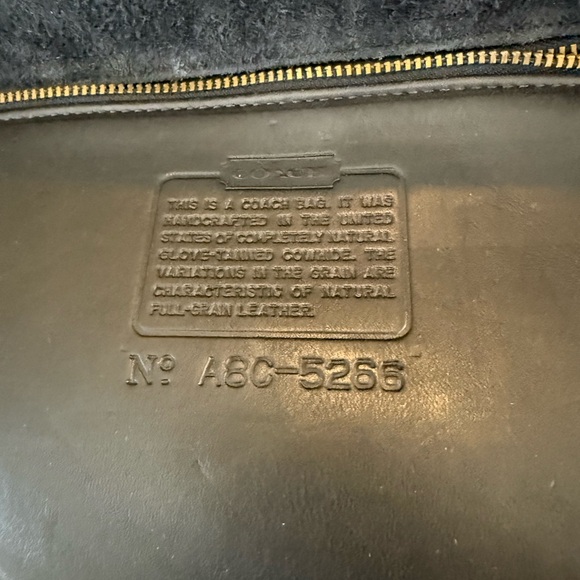 COACH
THIS IS A COACH BAG. IT WAS
HANDCRAFTED IN THE UNITED
STATES OF COMPLETELY NATURAL
GLOVE-TANNED COWHIDE. THE
VARIATIONS IN THE GRAIN ARE
CHARACTERISTIC OF NATURAL
FULL-GRAIN LEATHER.
Nº A8C-5266